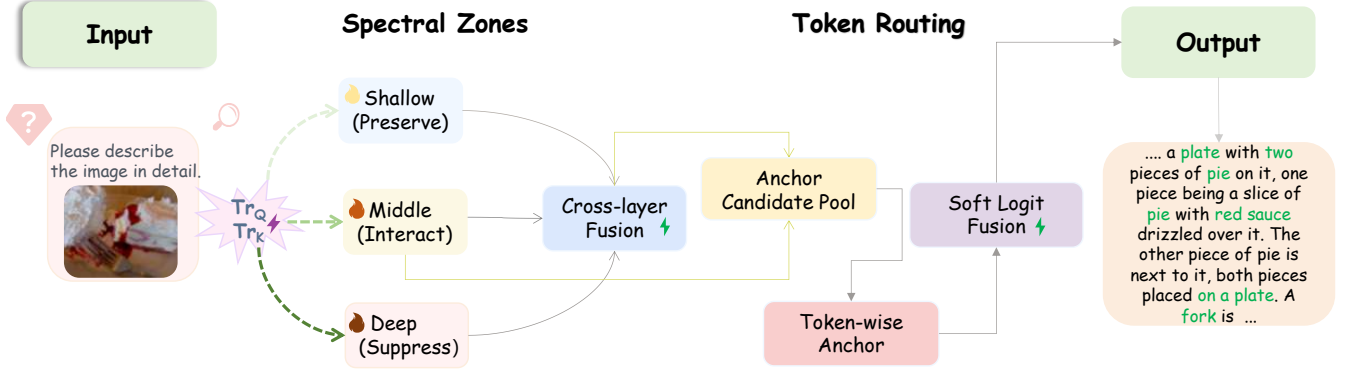 Input
Spectral Zones
Token Routing
Output
?
Please describe
the image in detail.
TrQ
TrK
Shallow
(Preserve)
Middle
(Interact)
Deep
(Suppress)
Cross-layer
Fusion
Anchor
Candidate Pool
Token-wise
Anchor
Soft Logit
Fusion
.... a plate with two
pieces of pie on it, one
piece being a slice of
pie with red sauce
drizzled over it. The
other piece of pie is
next to it, both pieces
placed on a plate. A
fork is ...